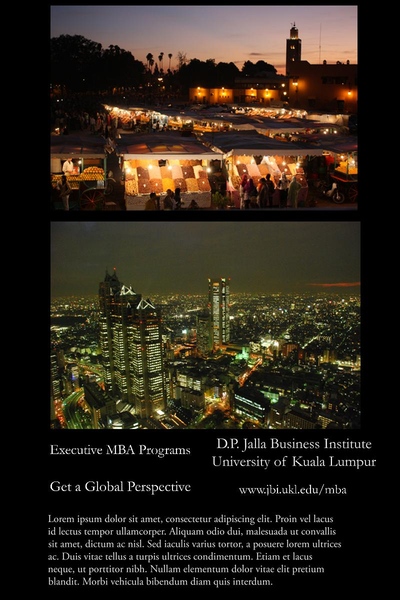 Executive MBA Programs
D.P. Jalla Business Institute
University of Kuala Lumpur
Get a Global Perspective
www.jbi.ukl.edu/mba
Lorem ipsum dolor sit amet, consectetur adipiscing elit. Proin vel lacus
id lectus tempor ullamcorper. Aliquam odio dui, malesuada ut convallis
sit amet, dictum ac nisl. Sed iaculis varius tortor, a posuere lorem ultrices
ac. Duis vitae tellus a turpis ultrices condimentum. Etiam et lacus
neque, ut porttitor nibh. Nullam elementum dolor vitae elit pretium
blandit. Morbi vehicula bibendum diam quis interdum.